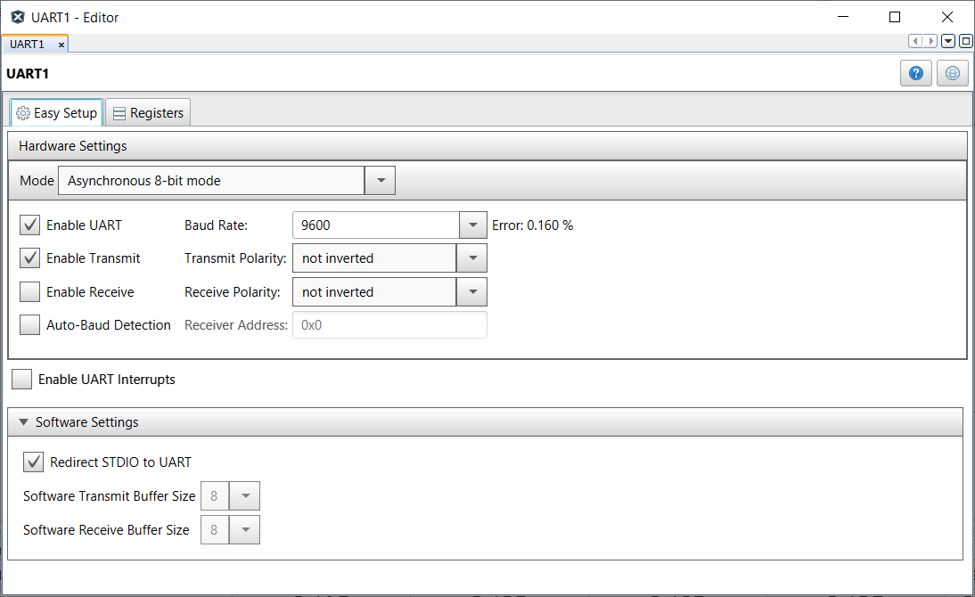 UART1 - Editor
UART1
UART1
Easy Setup Registers
Hardware Settings
Mode Asynchronous 8-bit mode
Enable UART Baud Rate: 9600 Error: 0.160 %
Enable Transmit Transmit Polarity: not inverted
Enable Receive Receive Polarity: not inverted
Auto-Baud Detection Receiver Address: 0x0
Enable UART Interrupts
Software Settings
Redirect STDIO to UART
Software Transmit Buffer Size 8
Software Receive Buffer Size 8